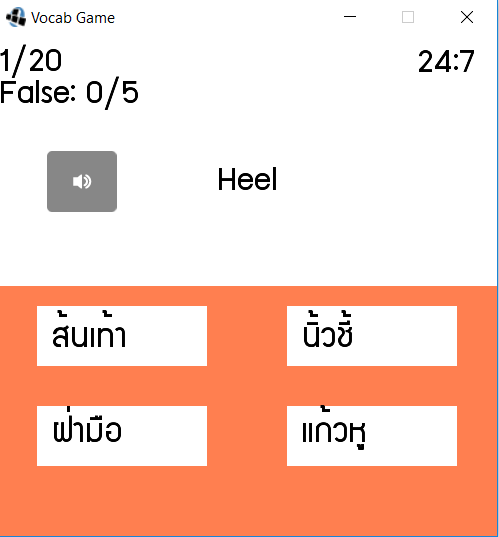 Vocab Game
1/20
24:7
False: 0/5
Heel
ส้นเท้า
นิ้วชี้
ฝ่ามือ
แก้วหู